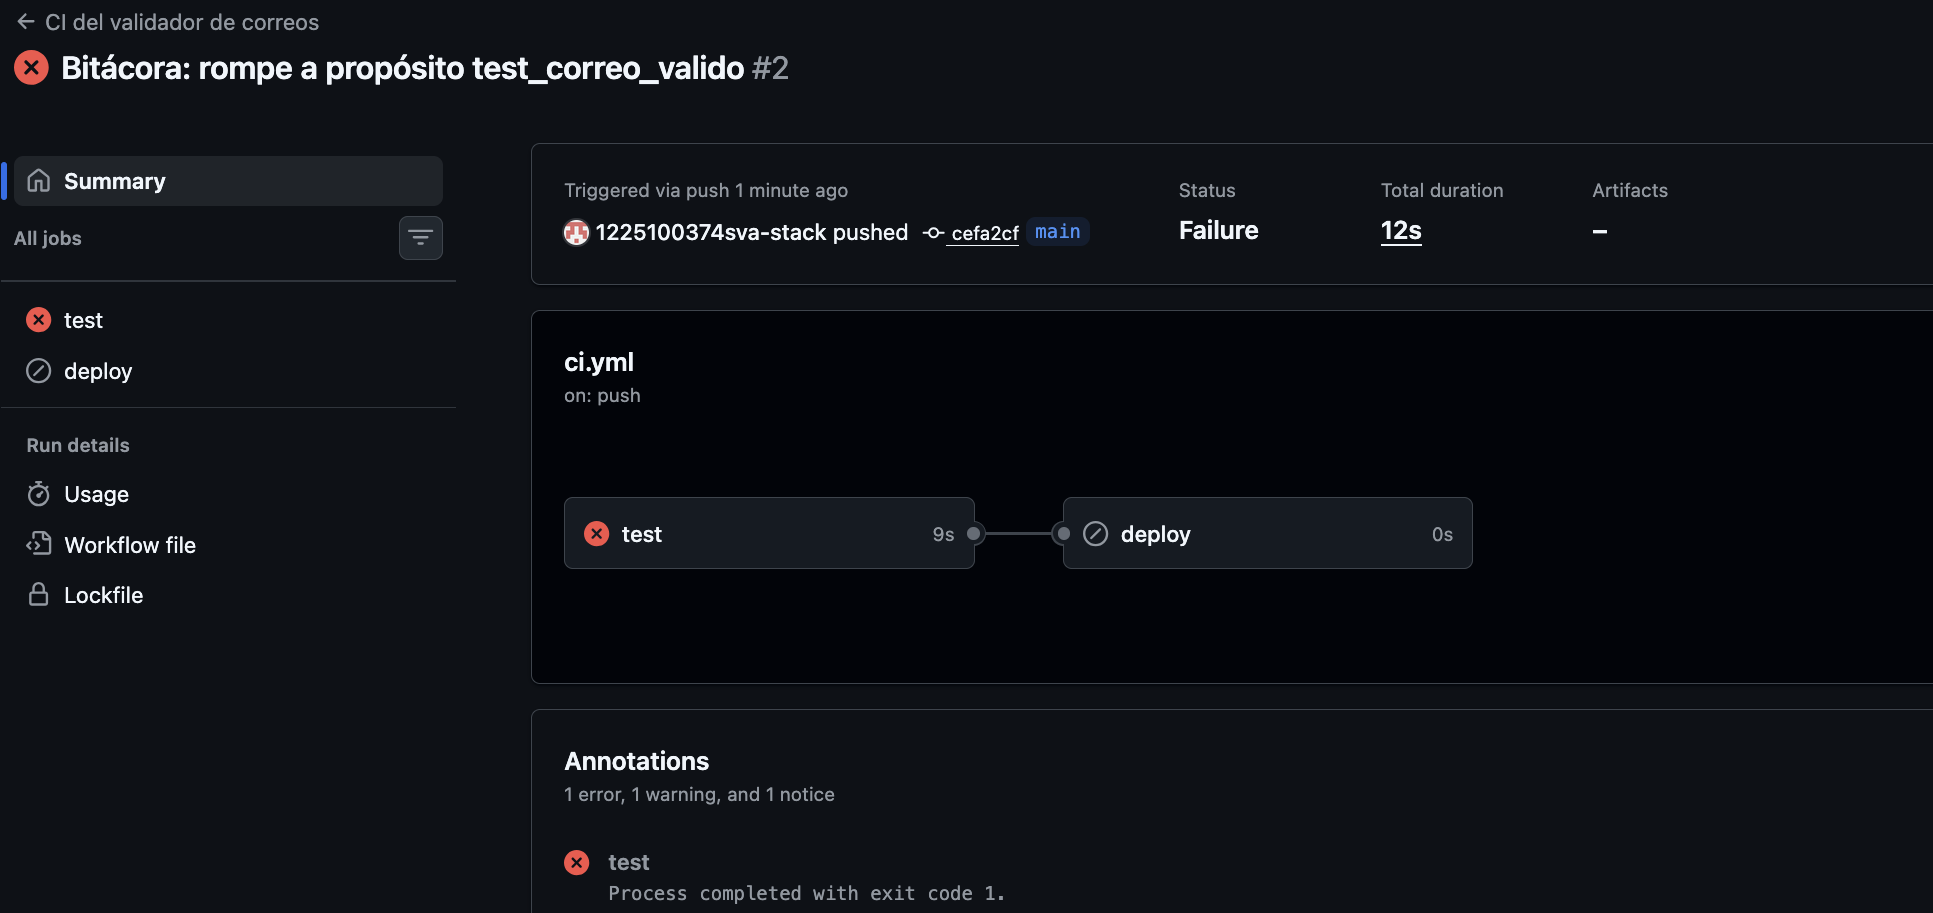 CI del validador de correos
Bitácora: rompe a propósito test_correo_valido #2
Summary
All jobs
test
deploy
Run details
Usage
Workflow file
Lockfile
Triggered via push 1 minute ago
1225100374sva-stack pushed cefa2cf main
Status
Failure
Total duration
12s
Artifacts
–
ci.yml
on: push
test 9s
deploy 0s
Annotations
1 error, 1 warning, and 1 notice
test
Process completed with exit code 1.